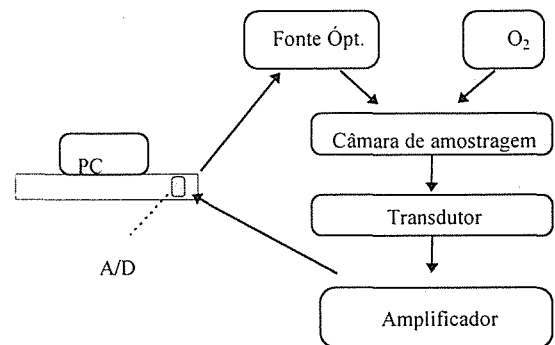 Fonte Ópt.
O₂
Câmara de amostragem
PC
Transdutor
A/D
Amplificador